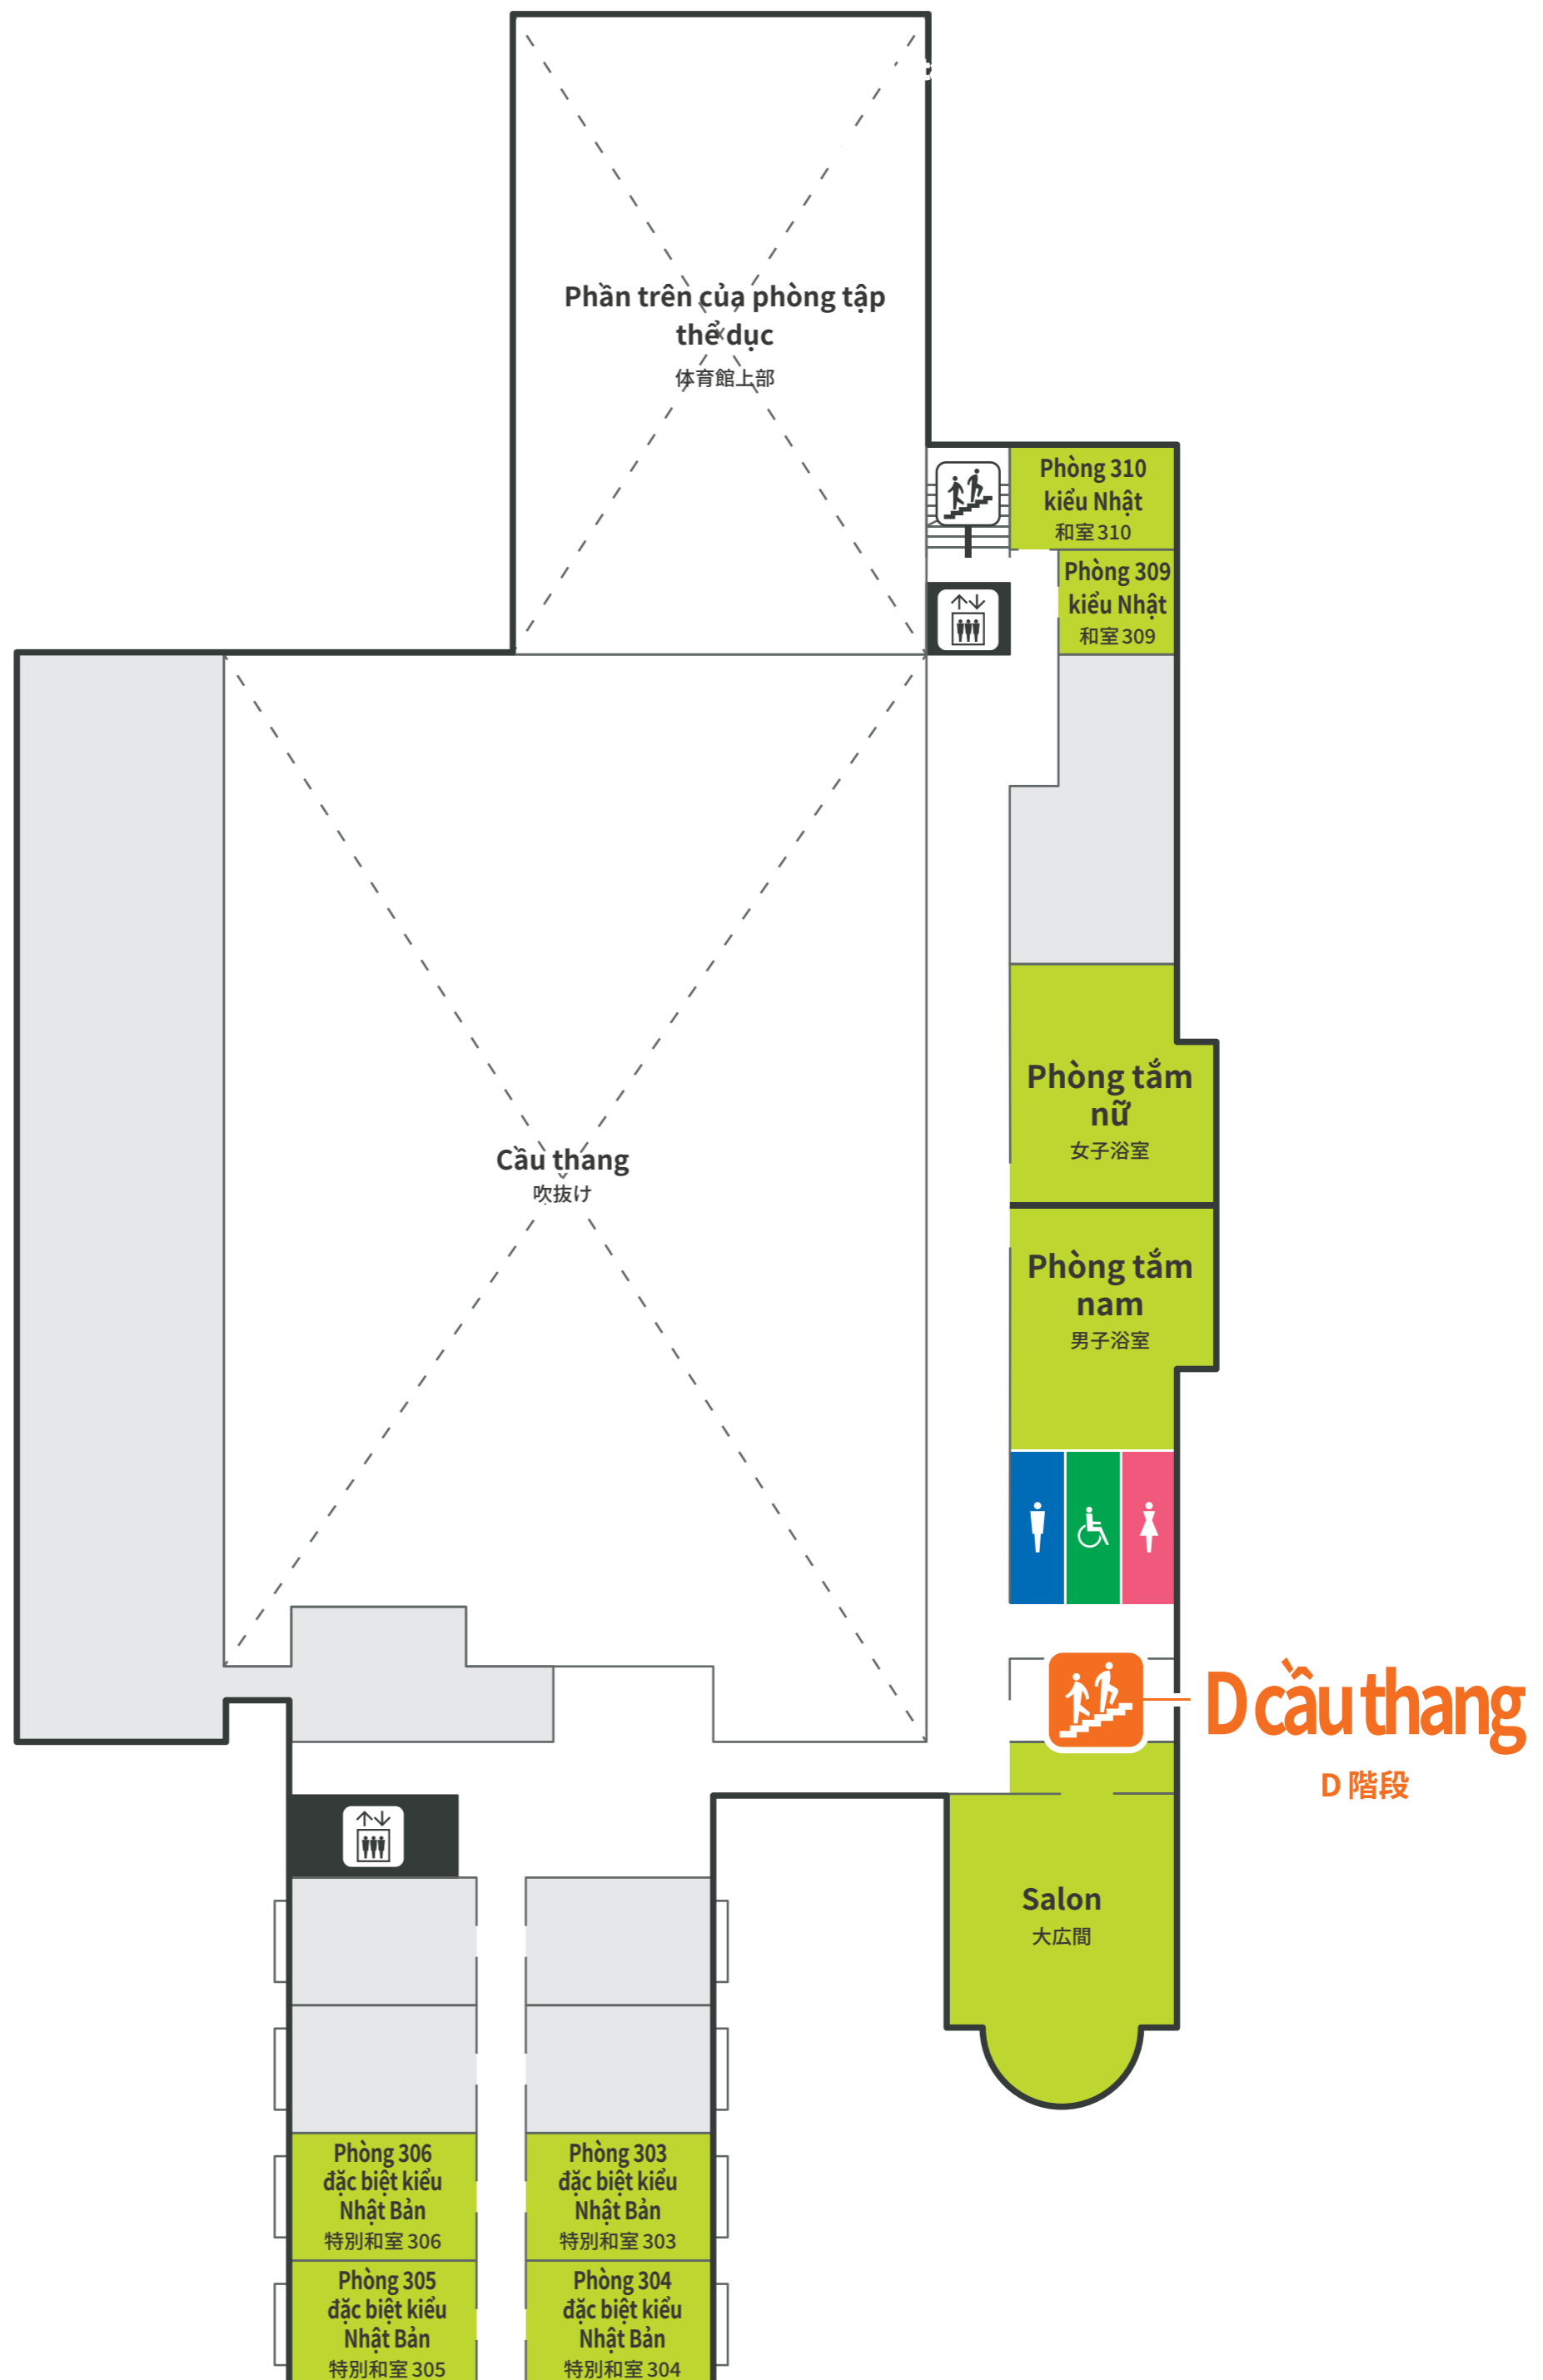 Phần trên của phòng tập
thể dục
体育館上部
Phòng 310
kiểu Nhật
和室 310
Phòng 309
kiểu Nhật
和室 309
Phòng tắm
nữ
女子浴室
Cầu thang
吹抜け
Phòng tắm
nam
男子浴室
D cầu thang
D 階段
Salon
大広間
Phòng 306
đặc biệt kiểu
Nhật Bản
特別和室 306
Phòng 303
đặc biệt kiểu
Nhật Bản
特別和室 303
Phòng 305
đặc biệt kiểu
Nhật Bản
特別和室 305
Phòng 304
đặc biệt kiểu
Nhật Bản
特別和室 304